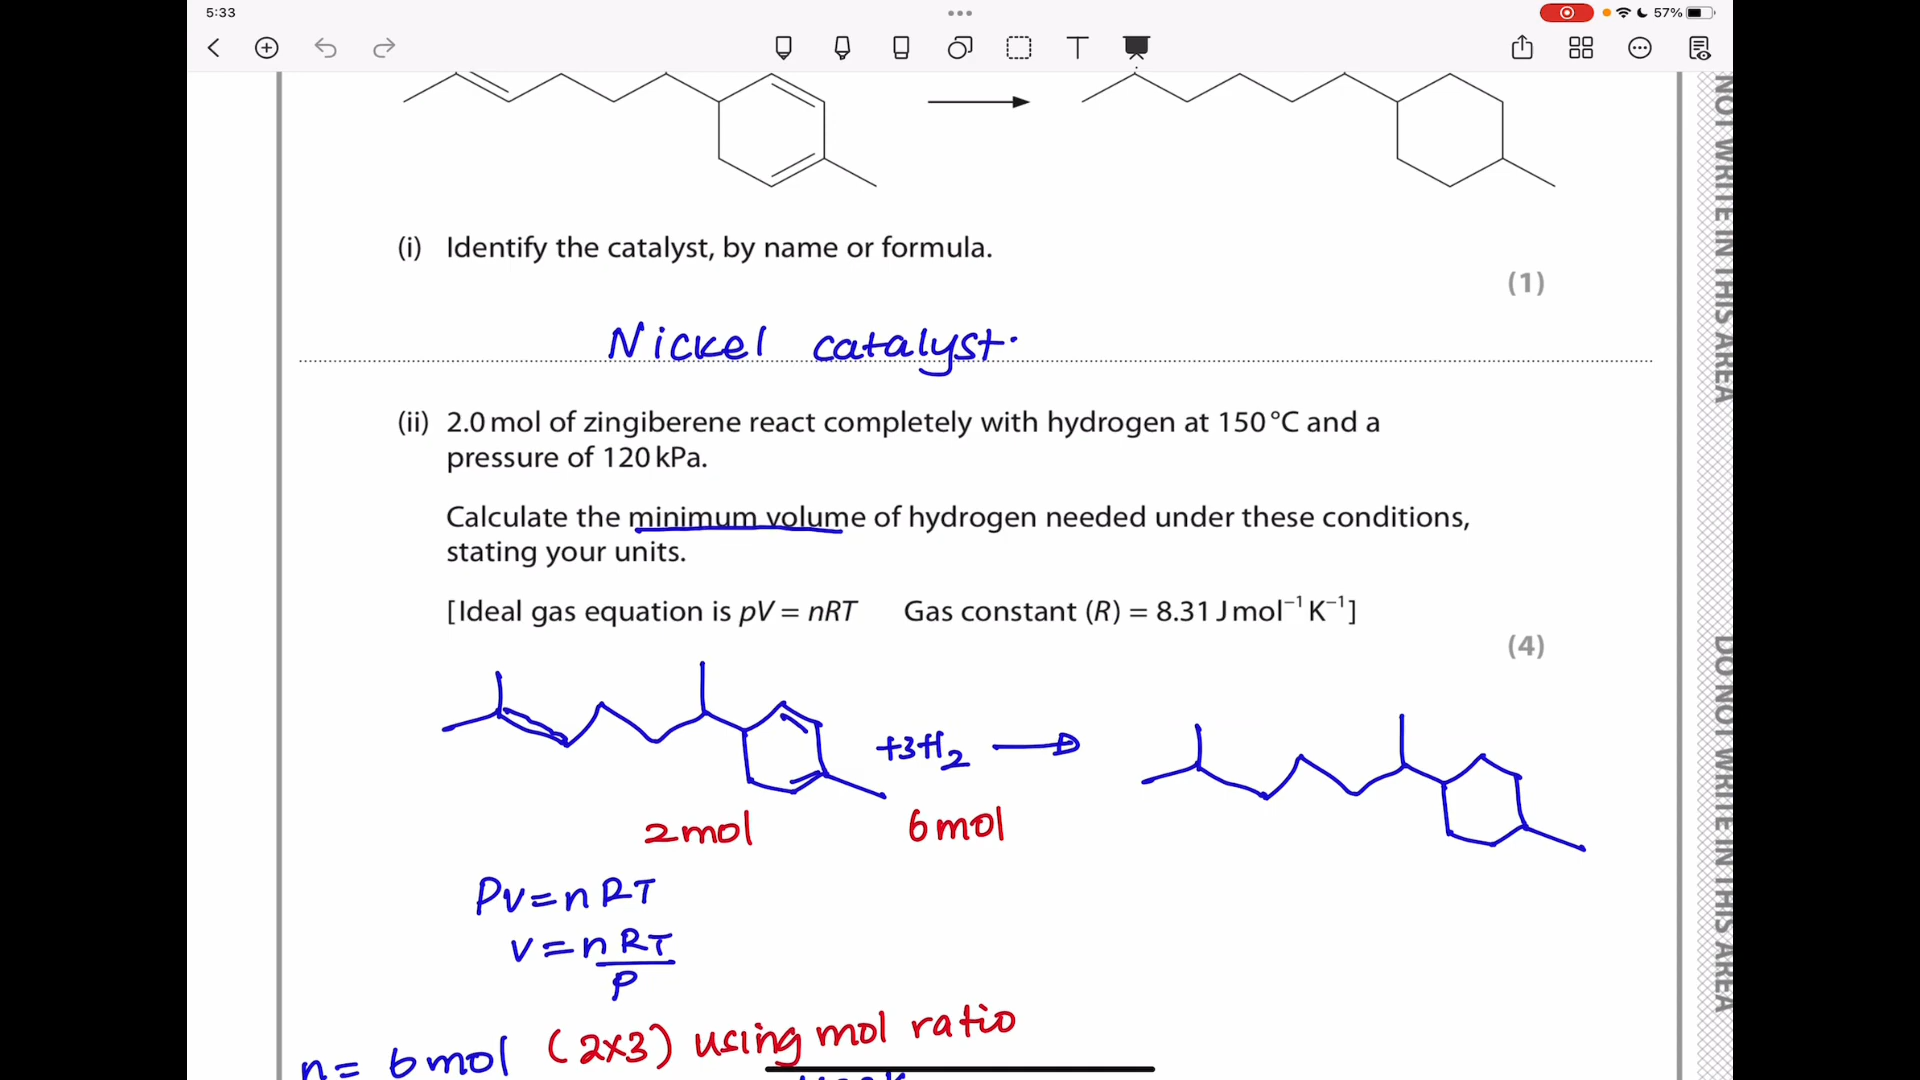 5:33
57%
(i) Identify the catalyst, by name or formula.
(1)
Nickel catalyst.
(ii) 2.0 mol of zingiberene react completely with hydrogen at 150 °C and a
pressure of 120 kPa.
Calculate the minimum volume of hydrogen needed under these conditions,
stating your units.
[Ideal gas equation is pV = nRT Gas constant (R) = 8.31 J mol⁻¹ K⁻¹]
(4)
+3H₂
2mol 6mol
PV=nRT
V=nRT
P
n= 6mol (2x3) using mol ratio
NOT WRITE IN THIS AREA
DO NOT WRITE IN THIS AREA